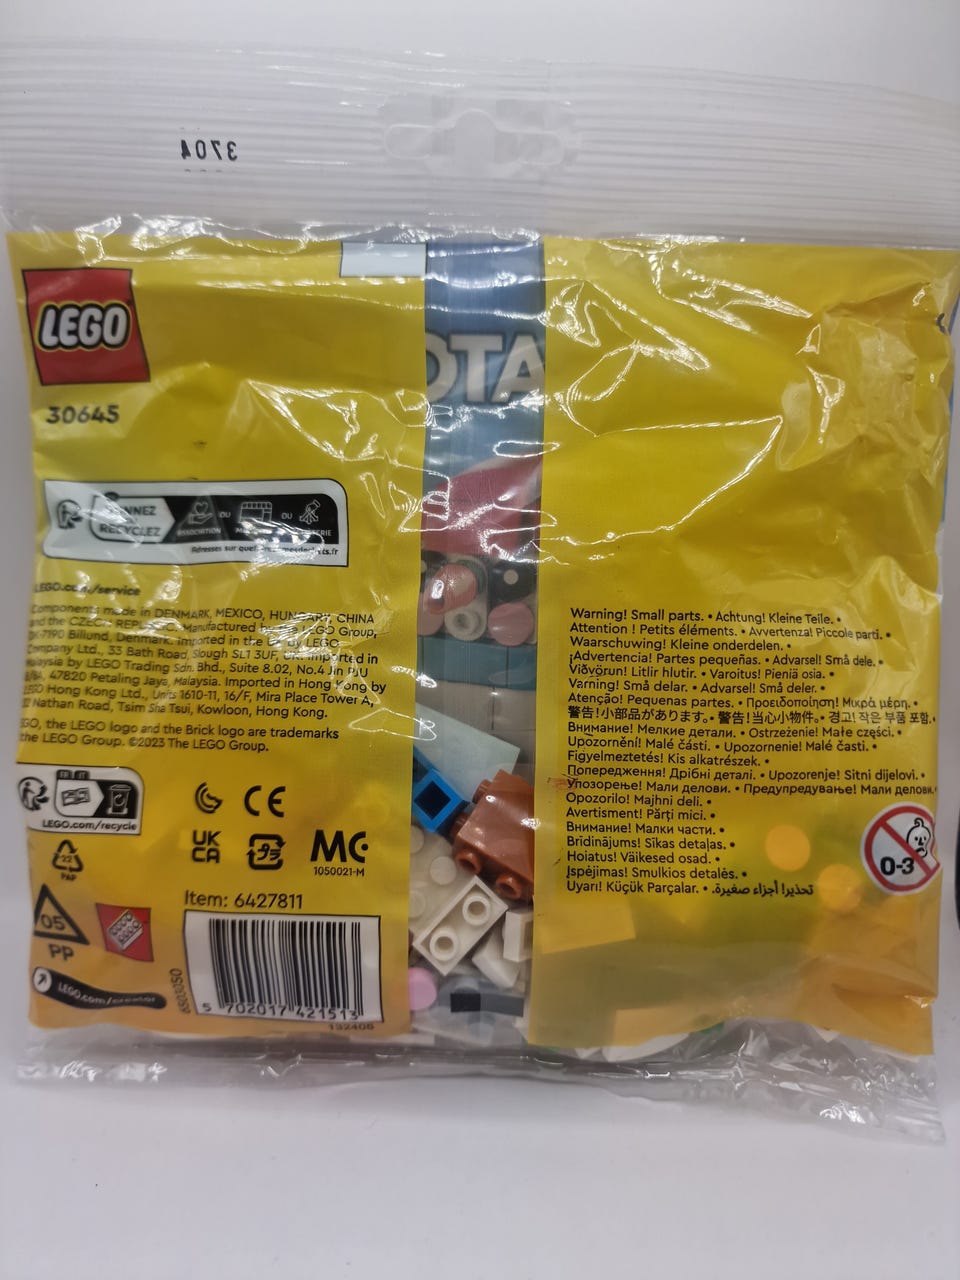 3704
LEGO
OTA
30645
RECYCLEZ
OU
OU
ASSOCIATION
LEGO.com/service
Components made in DENMARK, MEXICO, HUNGARY, CHINA
and the CZECH REPUBLIC. Manufactured by the LEGO Group,
DK-7190 Billund, Denmark. Imported in the UK by LEGO
Company Ltd., 33 Bath Road, Slough SL1 3UF, UK. Imported in
Malaysia by LEGO Trading Sdn. Bhd., Suite 8.02, No.4 Jln PJU
47820 Petaling Jaya, Malaysia. Imported in Hong Kong by
LEGO Hong Kong Ltd., Units 1610-11, 16/F, Mira Place Tower A,
Nathan Road, Tsim Sha Tsui, Kowloon, Hong Kong.
LEGO, the LEGO logo and the Brick logo are trademarks
the LEGO Group. ©2023 The LEGO Group.
FR IT
LEGO.com/recycle
CE
UK
CA
MC
1050021-M
22
PAP
05
PP
Item: 6427811
LEGO.com/creator
5 702017 421513
132406
Warning! Small parts. • Achtung! Kleine Teile. •
Attention ! Petits éléments. • Avvertenza! Piccole parti. •
Waarschuwing! Kleine onderdelen. •
¡Advertencia! Partes pequeñas. • Advarsel! Små dele. •
Viðvörun! Litlir hlutir. • Varoitus! Pieniä osia. •
Varning! Små delar. • Advarsel! Små deler. •
Atenção! Pequenas partes. • Προειδοποίηση! Μικρά μέρη. •
警告!小部品があります。• 警告!当心小物件。• 경고! 작은 부품 포함. •
Внимание! Мелкие детали. • Ostrzeżenie! Małe części. •
Upozornění! Malé části. • Upozornenie! Malé časti. •
Figyelmeztetés! Kis alkatrészek. •
Попередження! Дрібні деталі. • Upozorenje! Sitni dijelovi. •
Упозорење! Мали делови. • Предупредување! Мали делови. •
Opozorilo! Majhni deli. •
Avertisment! Părți mici. •
Внимание! Малки части. •
Brīdinājums! Sīkas detaļas. •
Hoiatus! Väikesed osad. •
Įspėjimas! Smulkios detalės. •
Uyarı! Küçük Parçalar. • تحذير! أجزاء صغيرة.
0-3